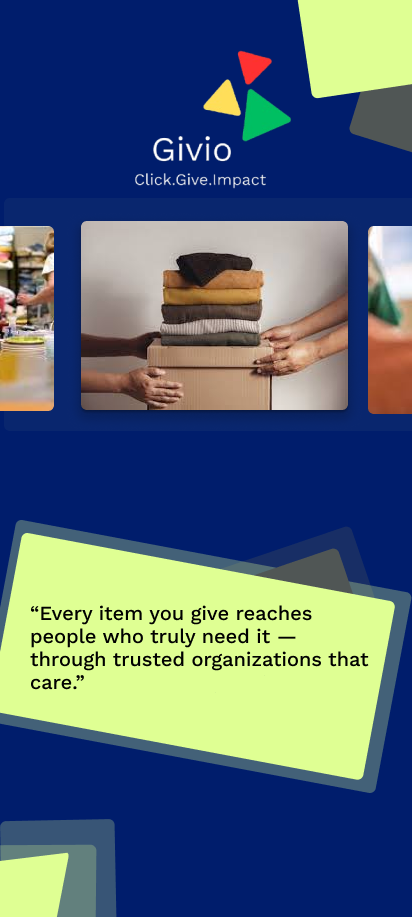 Givio
Click.Give.Impact
“Every item you give reaches
people who truly need it —
through trusted organizations that
care.”